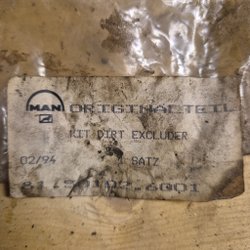 MAN ORIGINALTEIL
KIT DIRT EXCLUDER
02/94 SATZ